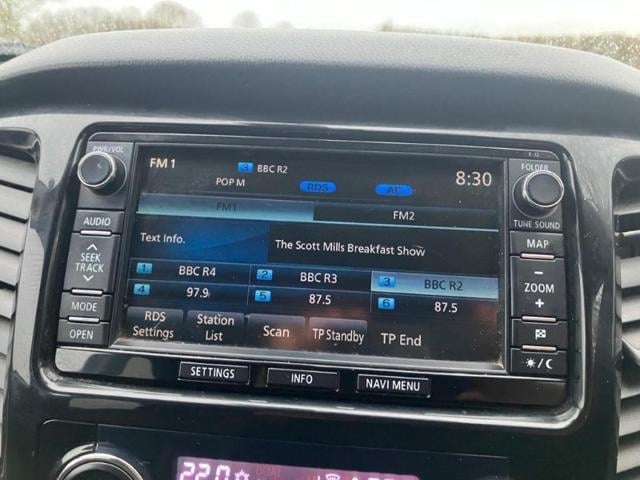 PWR/VOL
FM1
3 BBC R2
8:30
FOLDER
POP M
RDS
AF
TUNE SOUND
FM1
FM2
AUDIO
SEEK
TRACK
MODE
OPEN
Text Info.
The Scott Mills Breakfast Show
1 BBC R4
2 BBC R3
3 BBC R2
4 97.9
5 87.5
6 87.5
RDS
Settings
Station
List
Scan
TP Standby
TP End
MAP
−
ZOOM
+
SETTINGS
INFO
NAVI MENU
22.0